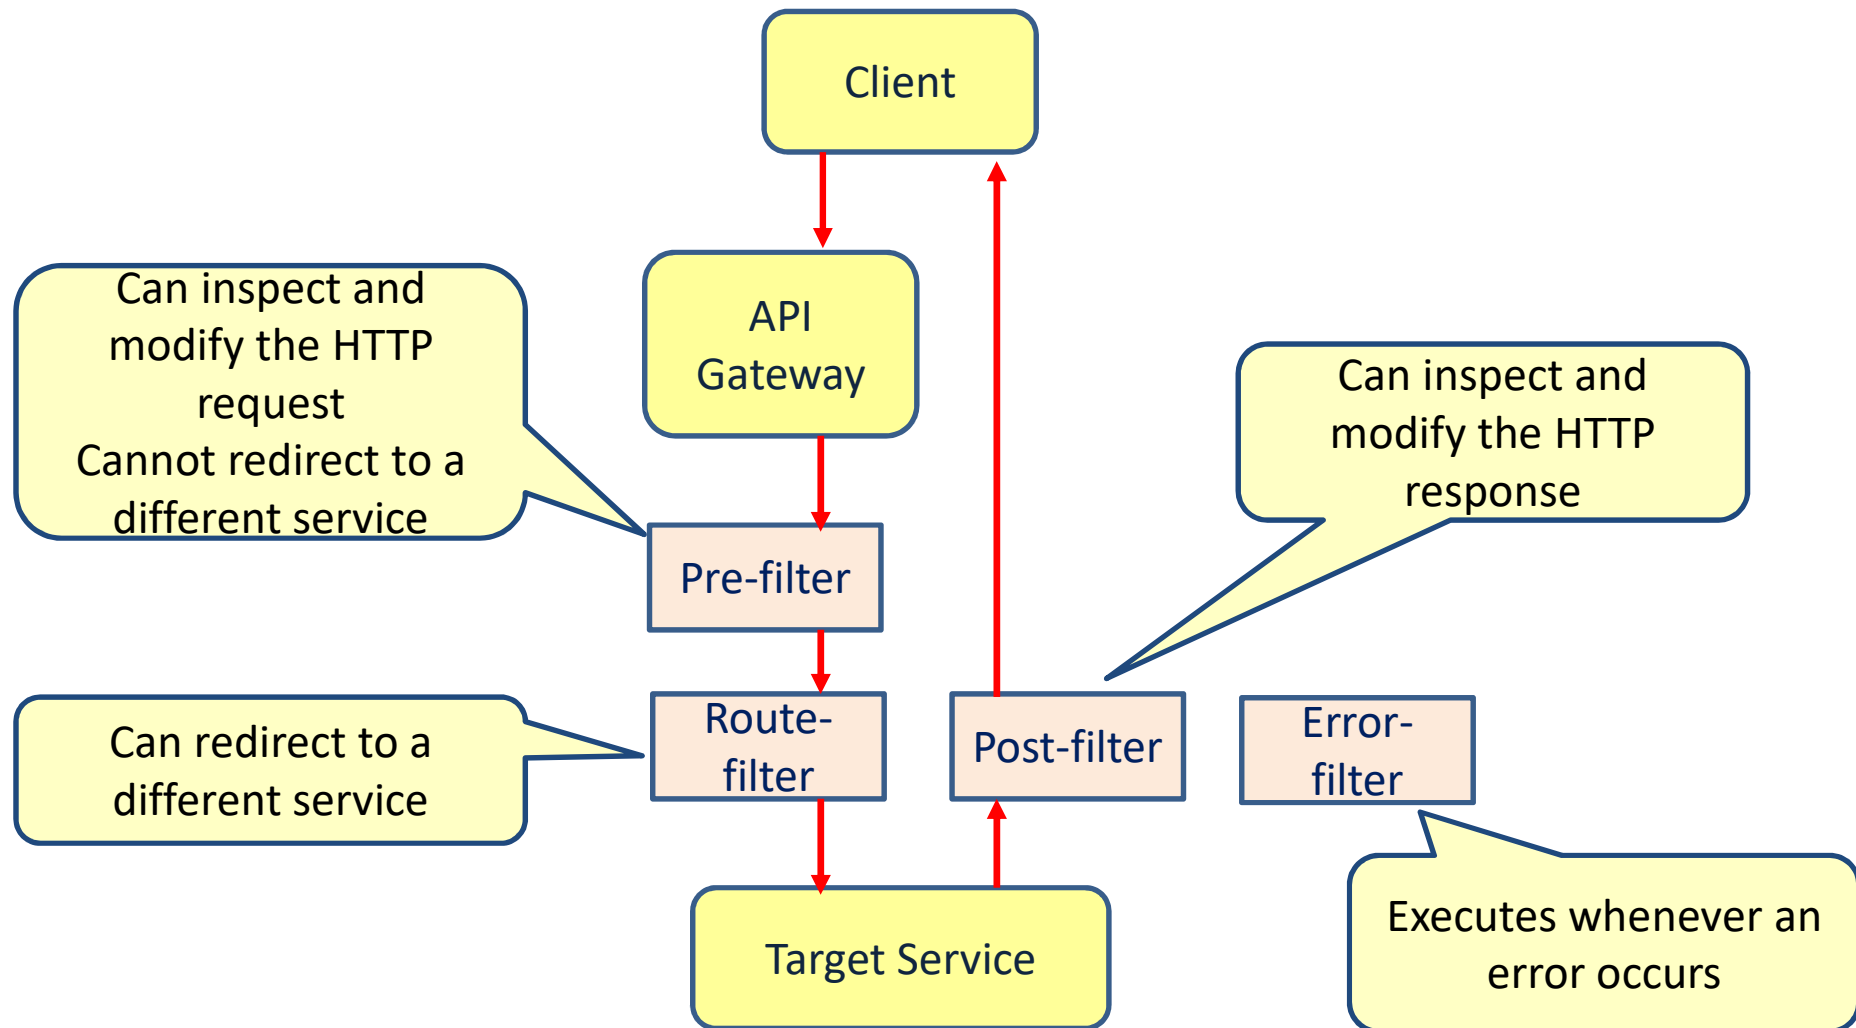 Client
Can inspect and
modify the HTTP
request
Cannot redirect to a
different service
API
Gateway
Can inspect and
modify the HTTP
response
Pre-filter
Can redirect to a
different service
Route-
filter
Post-filter
Error-
filter
Target Service
Executes whenever an
error occurs